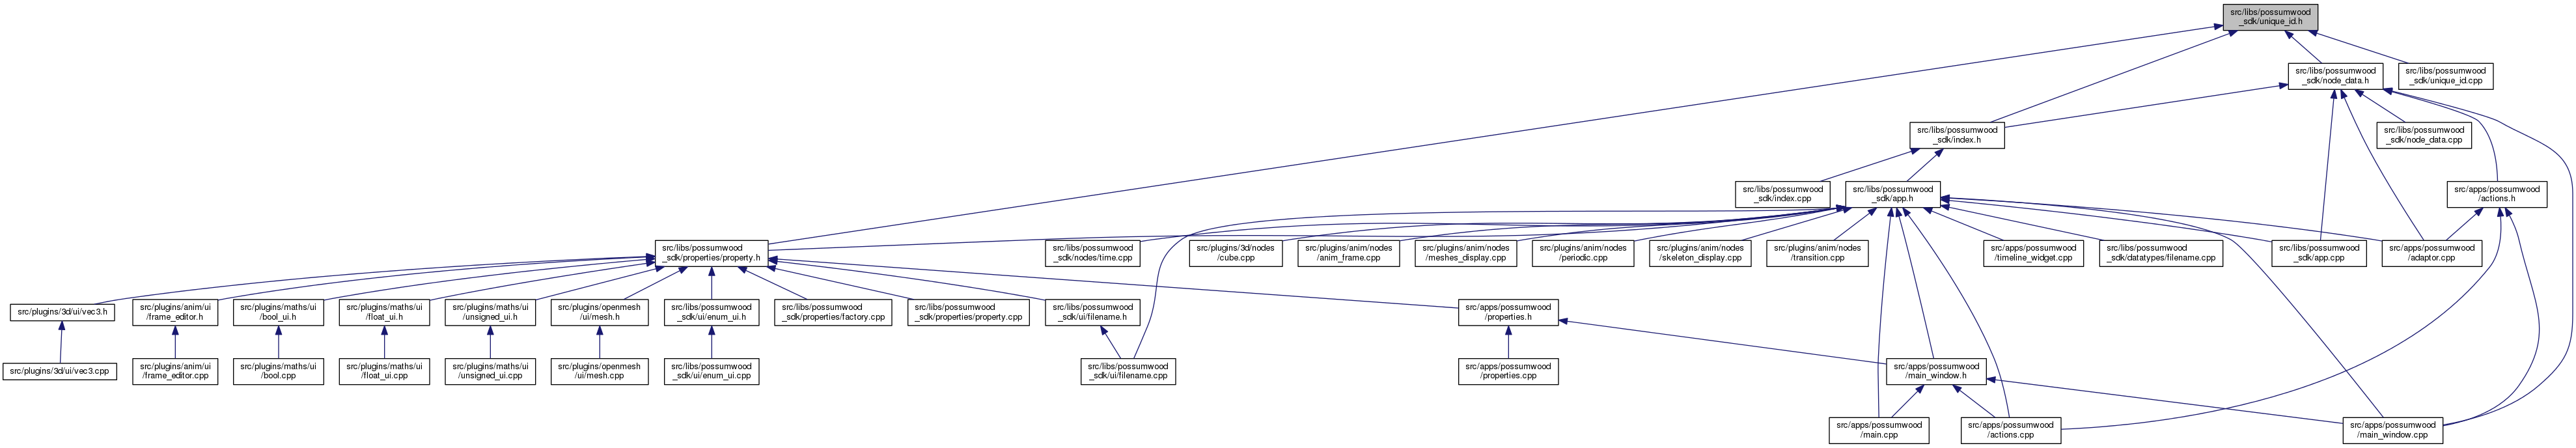 src/libs/possumwood
_sdk/unique_id.h
src/libs/possumwood
_sdk/node_data.h
src/libs/possumwood
_sdk/unique_id.cpp
src/libs/possumwood
_sdk/index.h
src/libs/possumwood
_sdk/node_data.cpp
src/libs/possumwood
_sdk/index.cpp
src/libs/possumwood
_sdk/app.h
src/apps/possumwood
/actions.h
src/libs/possumwood
_sdk/properties/property.h
src/libs/possumwood
_sdk/nodes/time.cpp
src/plugins/3d/nodes
/cube.cpp
src/plugins/anim/nodes
/anim_frame.cpp
src/plugins/anim/nodes
/meshes_display.cpp
src/plugins/anim/nodes
/periodic.cpp
src/plugins/anim/nodes
/skeleton_display.cpp
src/plugins/anim/nodes
/transition.cpp
src/apps/possumwood
/timeline_widget.cpp
src/libs/possumwood
_sdk/datatypes/filename.cpp
src/libs/possumwood
_sdk/app.cpp
src/apps/possumwood
/adaptor.cpp
src/plugins/3d/ui/vec3.h
src/plugins/anim/ui
/frame_editor.h
src/plugins/maths/ui
/bool_ui.h
src/plugins/maths/ui
/float_ui.h
src/plugins/maths/ui
/unsigned_ui.h
src/plugins/openmesh
/ui/mesh.h
src/libs/possumwood
_sdk/ui/enum_ui.h
src/libs/possumwood
_sdk/properties/factory.cpp
src/libs/possumwood
_sdk/properties/property.cpp
src/libs/possumwood
_sdk/ui/filename.h
src/apps/possumwood
/properties.h
src/plugins/3d/ui/vec3.cpp
src/plugins/anim/ui
/frame_editor.cpp
src/plugins/maths/ui
/bool.cpp
src/plugins/maths/ui
/float_ui.cpp
src/plugins/maths/ui
/unsigned_ui.cpp
src/plugins/openmesh
/ui/mesh.cpp
src/libs/possumwood
_sdk/ui/enum_ui.cpp
src/libs/possumwood
_sdk/ui/filename.cpp
src/apps/possumwood
/properties.cpp
src/apps/possumwood
/main_window.h
src/apps/possumwood
/main.cpp
src/apps/possumwood
/actions.cpp
src/apps/possumwood
/main_window.cpp